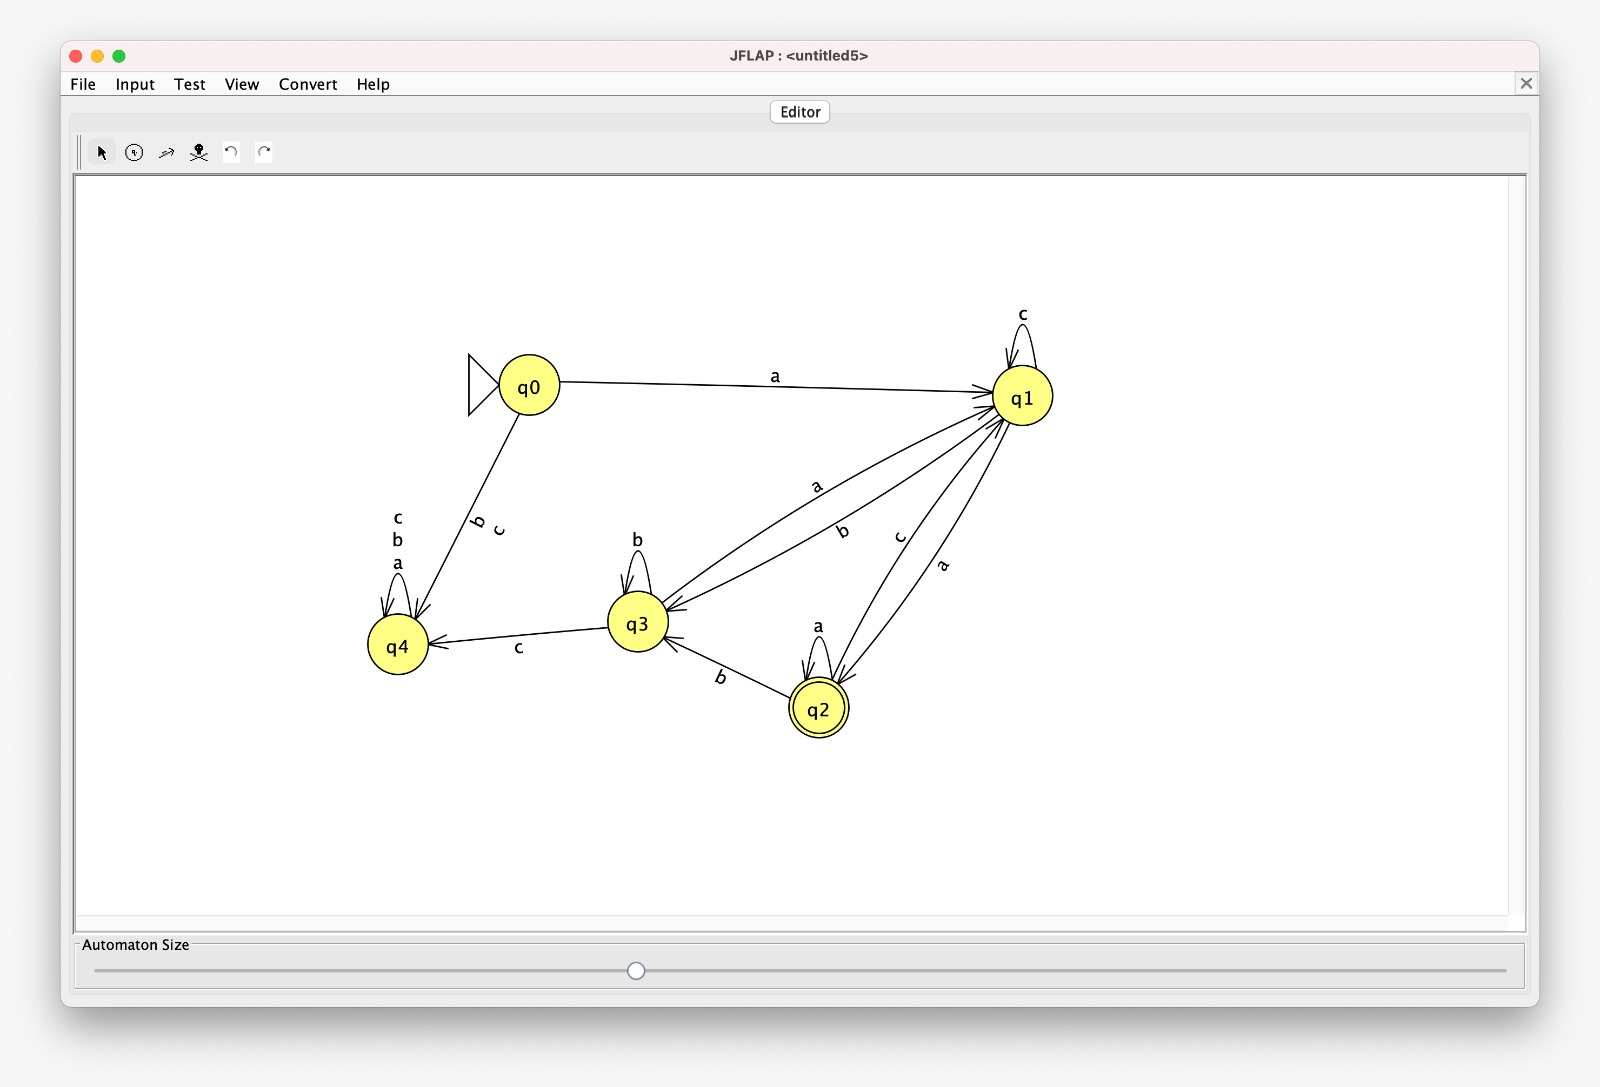 JFLAP : <untitled5>
File Input Test View Convert Help
Editor
c
q0
a
q1
a
c
b
c
b
b
c
a
b
c
a
a
q3
q4
c
b
q2
Automaton Size